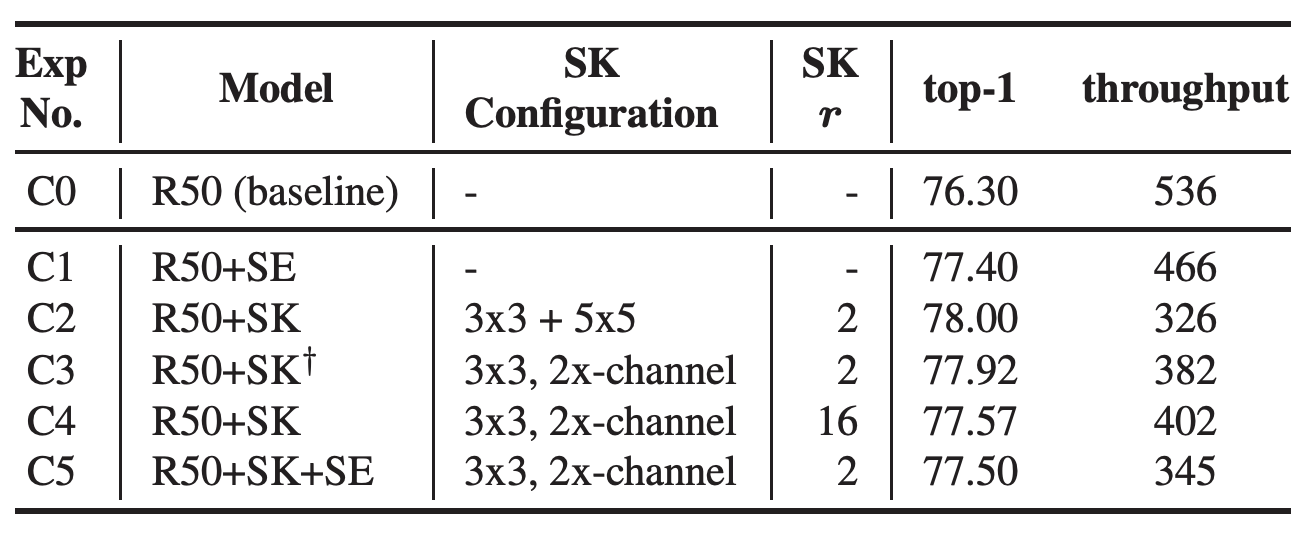 Exp No. Model SK Configuration SK r top-1 throughput
C0 R50 (baseline) - - 76.30 536
C1 R50+SE - - 77.40 466
C2 R50+SK 3x3 + 5x5 2 78.00 326
C3 R50+SK† 3x3, 2x-channel 2 77.92 382
C4 R50+SK 3x3, 2x-channel 16 77.57 402
C5 R50+SK+SE 3x3, 2x-channel 2 77.50 345